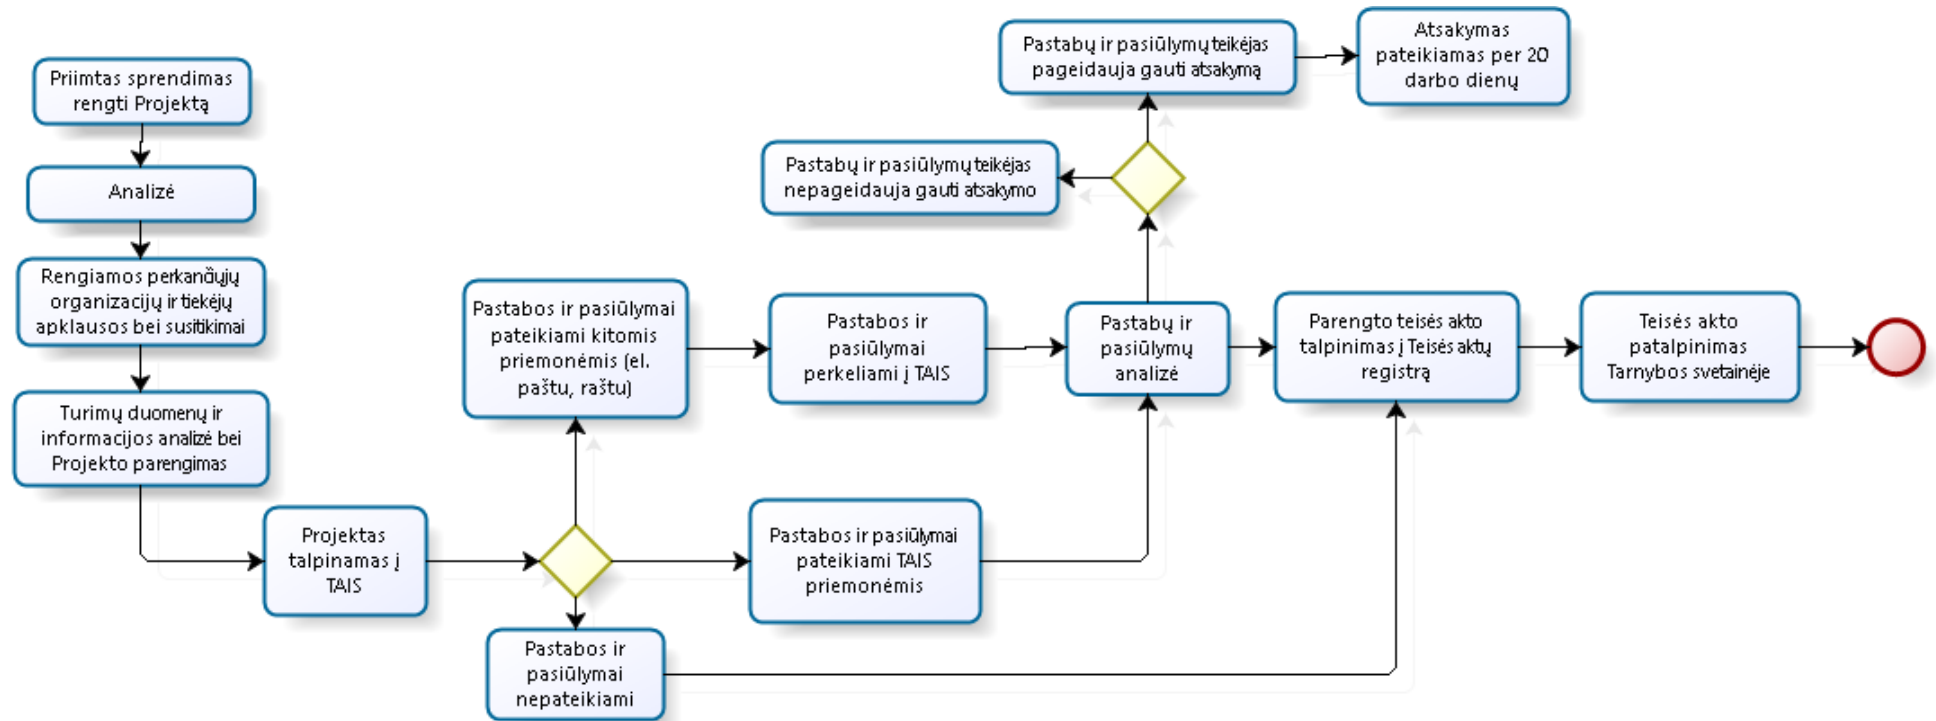 Priimtas sprendimas
rengti Projektą
Analizė
Rengiamos perkančiųjų
organizacijų ir tiekėjų
apklausos bei susitikimai
Turimų duomenų ir
informacijos analizė bei
Projekto parengimas
Projektas
talpinamas į
TAIS
Pastabos ir pasiūlymai
pateikiami kitomis
priemonėmis (el.
paštu, raštu)
Pastabos ir pasiūlymai
pateikiami TAIS
priemonėmis
Pastabos ir
pasiūlymai
nepateikiami
Pastabos ir
pasiūlymai
perkeliami į TAIS
Pastabų ir
pasiūlymų
analizė
Pastabų ir pasiūlymų teikėjas
nepageidauja gauti atsakymo
Pastabų ir pasiūlymų teikėjas
pageidauja gauti atsakymą
Atsakymas
pateikiamas per 20
darbo dienų
Parengto teisės akto
talpinimas į Teisės aktų
registrą
Teisės akto
patalpinimas
Tarnybos svetainėje